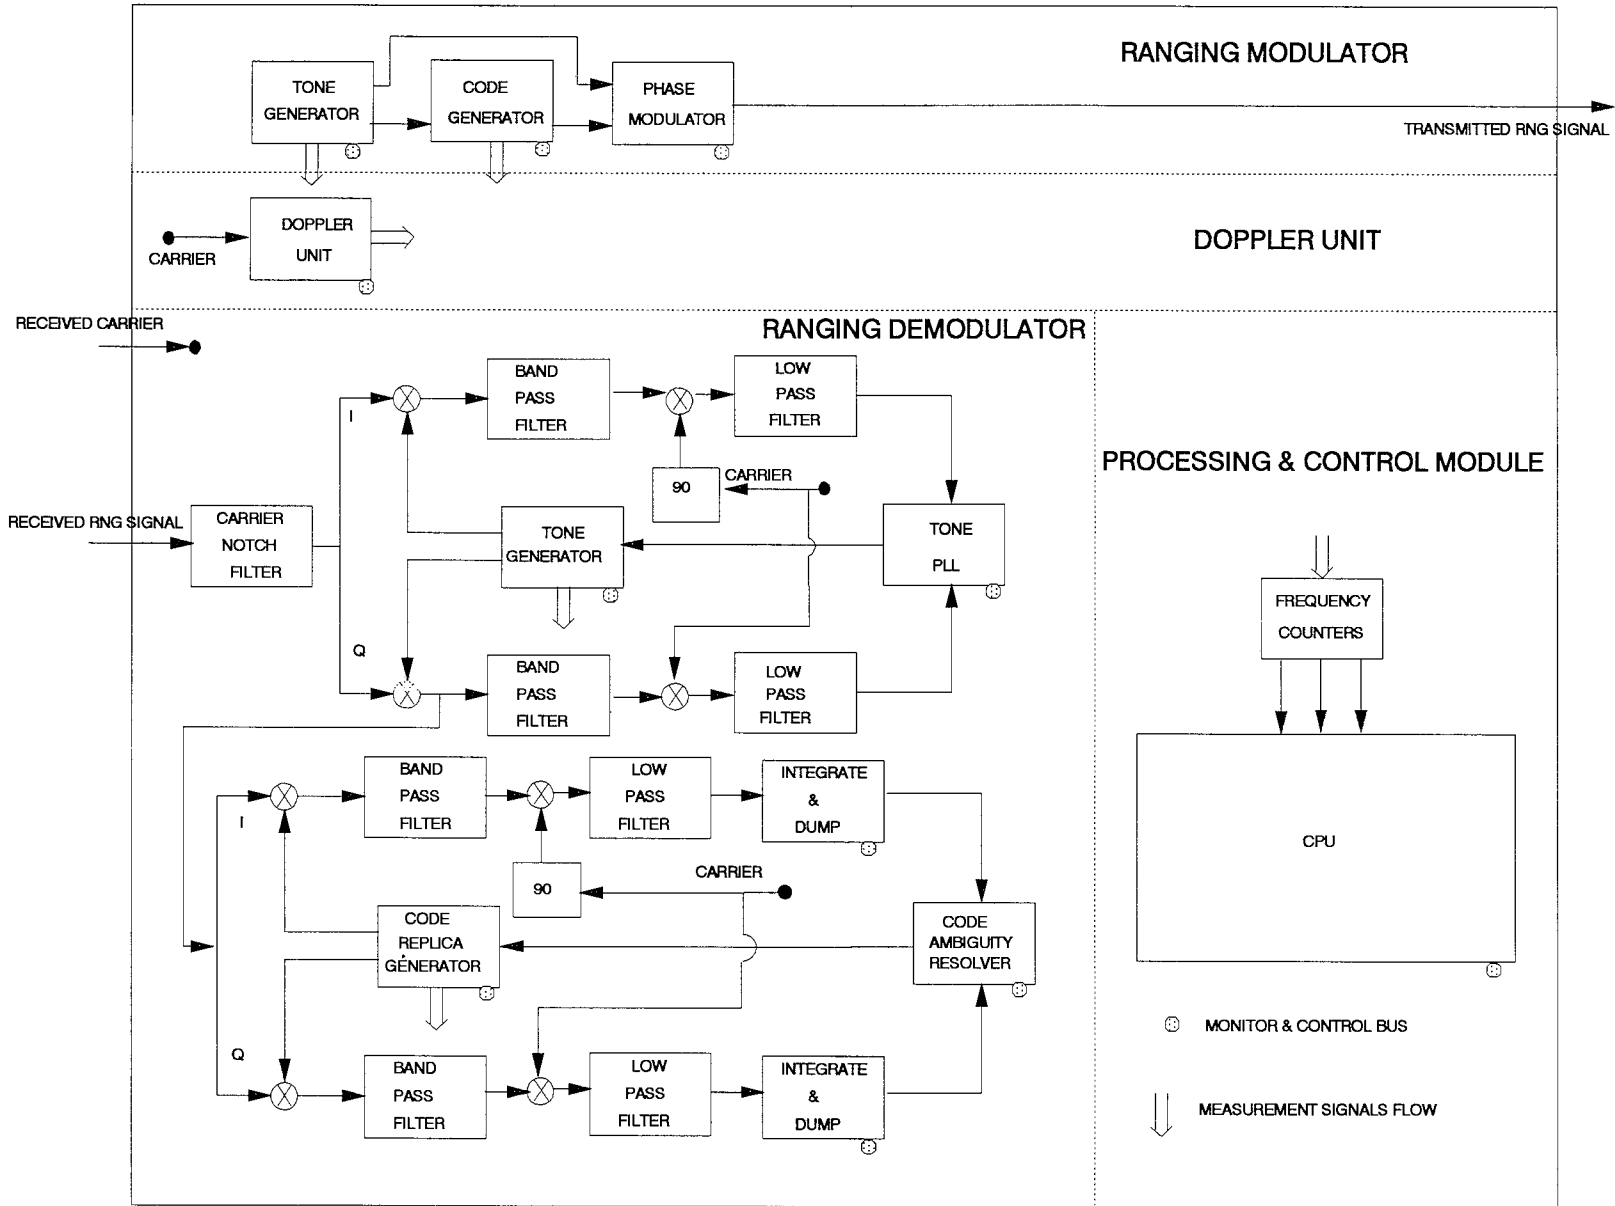 RANGING MODULATOR
TONE
GENERATOR
CODE
GENERATOR
PHASE
MODULATOR
TRANSMITTED RNG SIGNAL
DOPPLER UNIT
CARRIER
DOPPLER
UNIT
RANGING DEMODULATOR
RECEIVED CARRIER
RECEIVED RNG SIGNAL
CARRIER
NOTCH
FILTER
I
X
BAND
PASS
FILTER
X
LOW
PASS
FILTER
90
CARRIER
TONE
GENERATOR
TONE
PLL
Q
X
BAND
PASS
FILTER
X
LOW
PASS
FILTER
I
X
BAND
PASS
FILTER
X
LOW
PASS
FILTER
INTEGRATE
&
DUMP
90
CARRIER
CODE
REPLICA
GENERATOR
CODE
AMBIGUITY
RESOLVER
Q
X
BAND
PASS
FILTER
X
LOW
PASS
FILTER
INTEGRATE
&
DUMP
PROCESSING & CONTROL MODULE
FREQUENCY
COUNTERS
CPU
MONITOR & CONTROL BUS
MEASUREMENT SIGNALS FLOW